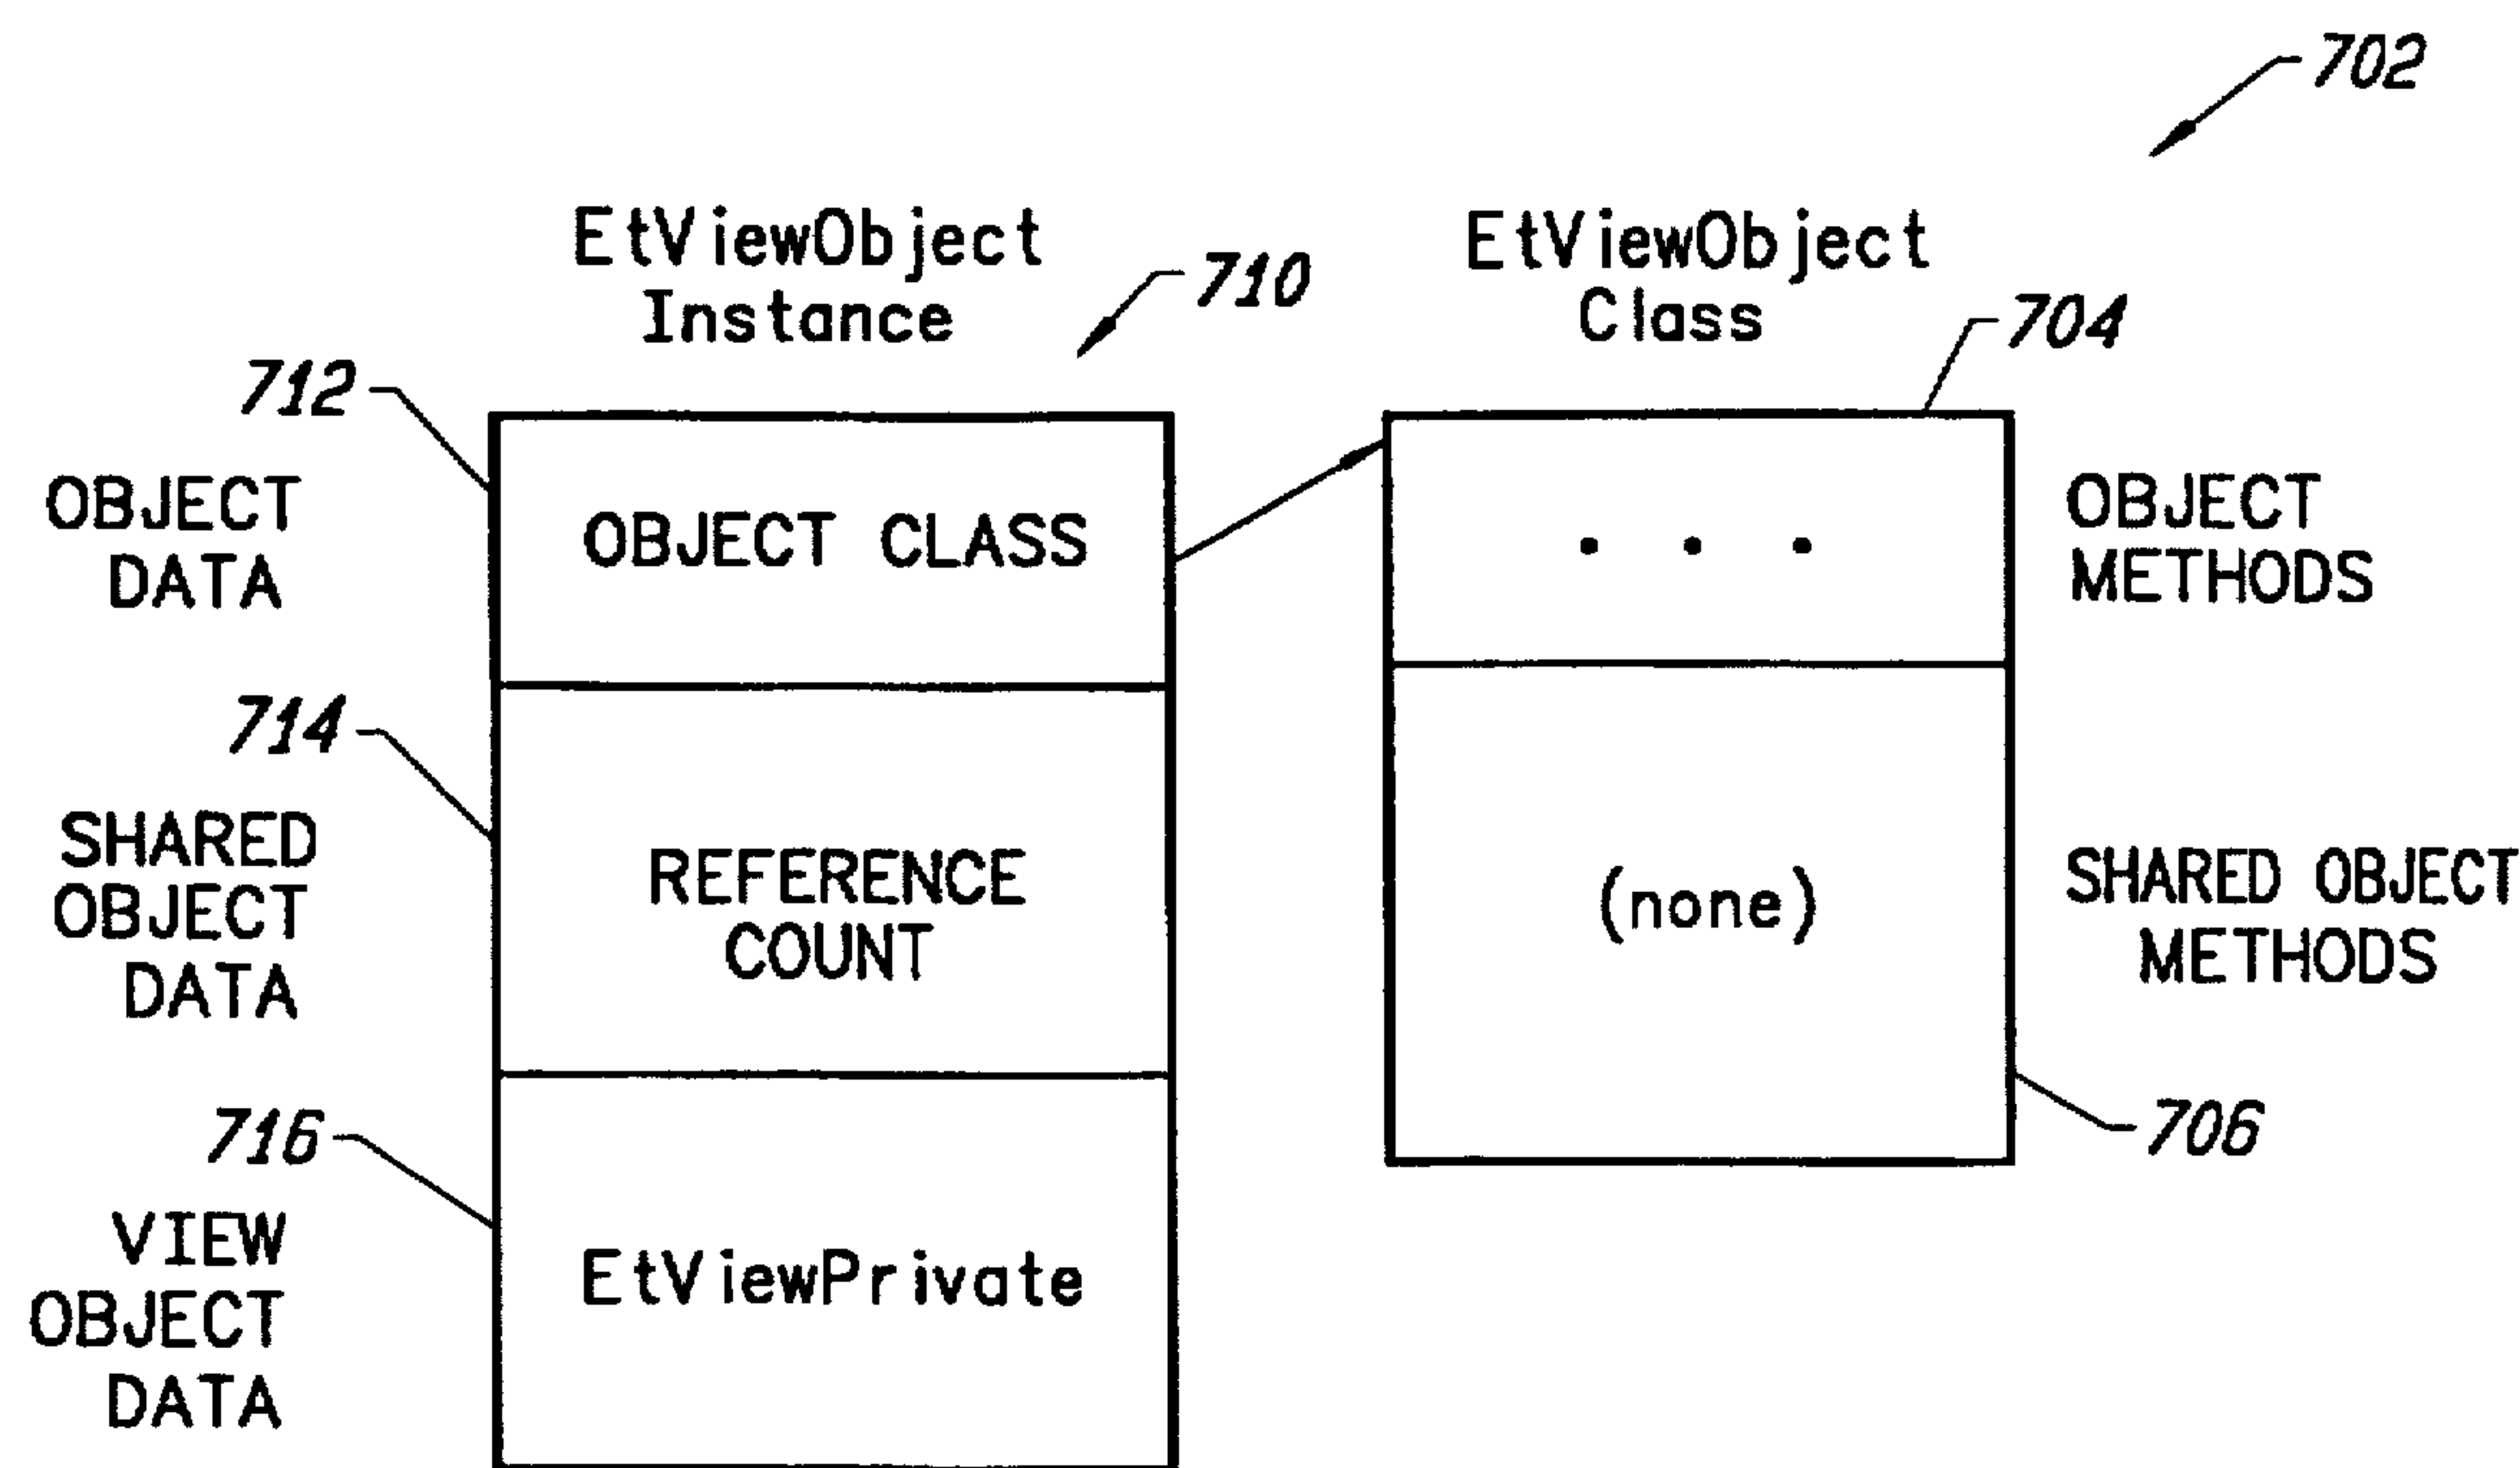 702
EtViewObject
Instance
710
EtViewObject
Class
704
712
OBJECT
DATA
OBJECT CLASS
. . .
OBJECT
METHODS
714
SHARED
OBJECT
DATA
REFERENCE
COUNT
(none)
SHARED OBJECT
METHODS
706
716
VIEW
OBJECT
DATA
EtViewPrivate